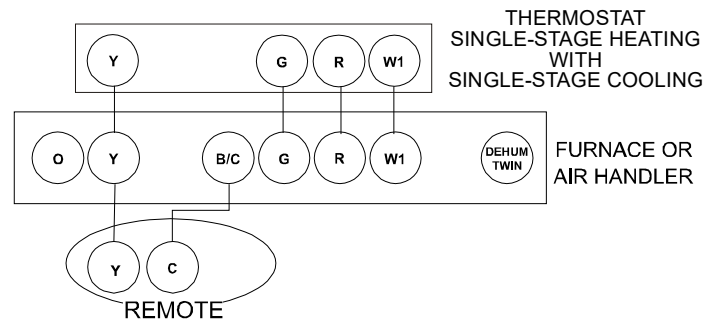 THERMOSTAT
SINGLE-STAGE HEATING
WITH
SINGLE-STAGE COOLING
Y G R W1
O Y B/C G R W1 DEHUM TWIN
FURNACE OR
AIR HANDLER
Y C
REMOTE